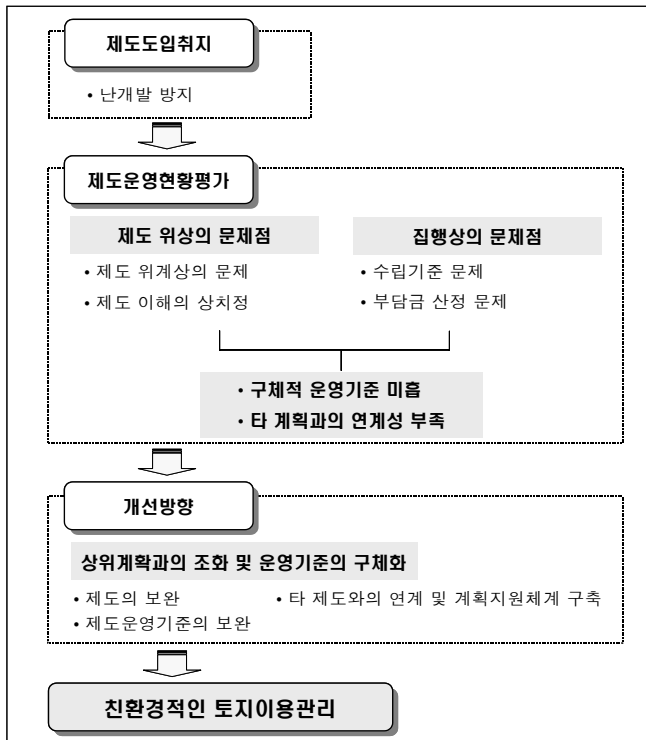 제도도입취지
• 난개발 방지
제도운영현황평가
제도 위상의 문제점
• 제도 위계상의 문제
• 제도 이해의 상치정
집행상의 문제점
• 수립기준 문제
• 부담금 산정 문제
• 구체적 운영기준 미흡
• 타 계획과의 연계성 부족
개선방향
상위계확과의 조화 및 운영기준의 구체화
• 제도의 보완
• 타 제도와의 연계 및 계획지원체계 구축
• 제도운영기준의 보완
친환경적인 토지이용관리